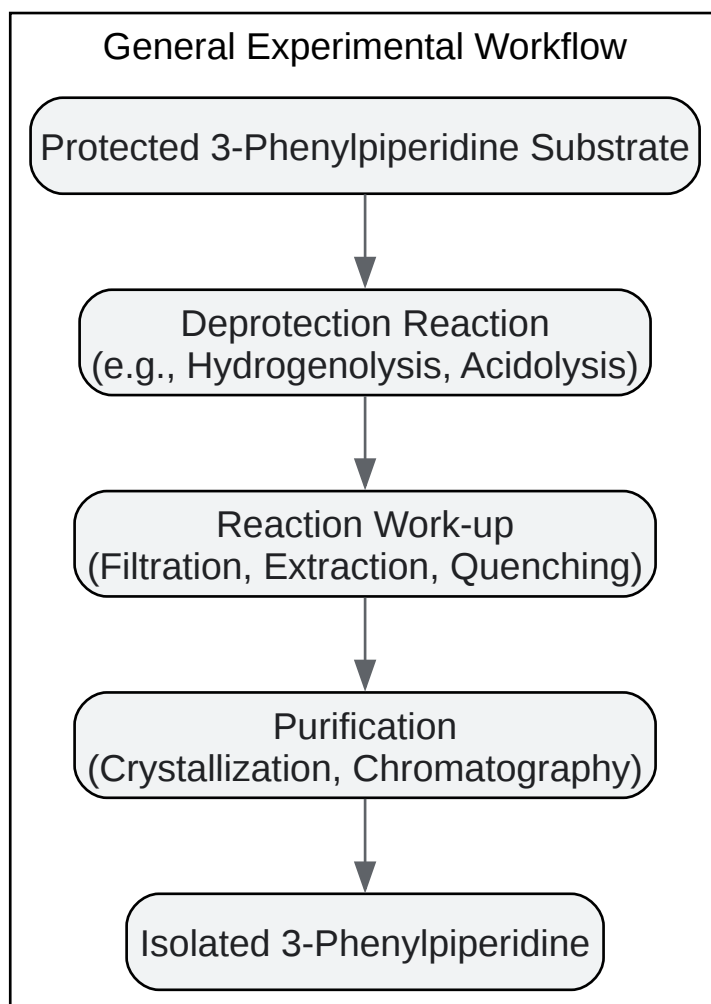 General Experimental Workflow
Protected 3-Phenylpiperidine Substrate
Deprotection Reaction
(e.g., Hydrogenolysis, Acidolysis)
Reaction Work-up
(Filtration, Extraction, Quenching)
Purification
(Crystallization, Chromatography)
Isolated 3-Phenylpiperidine